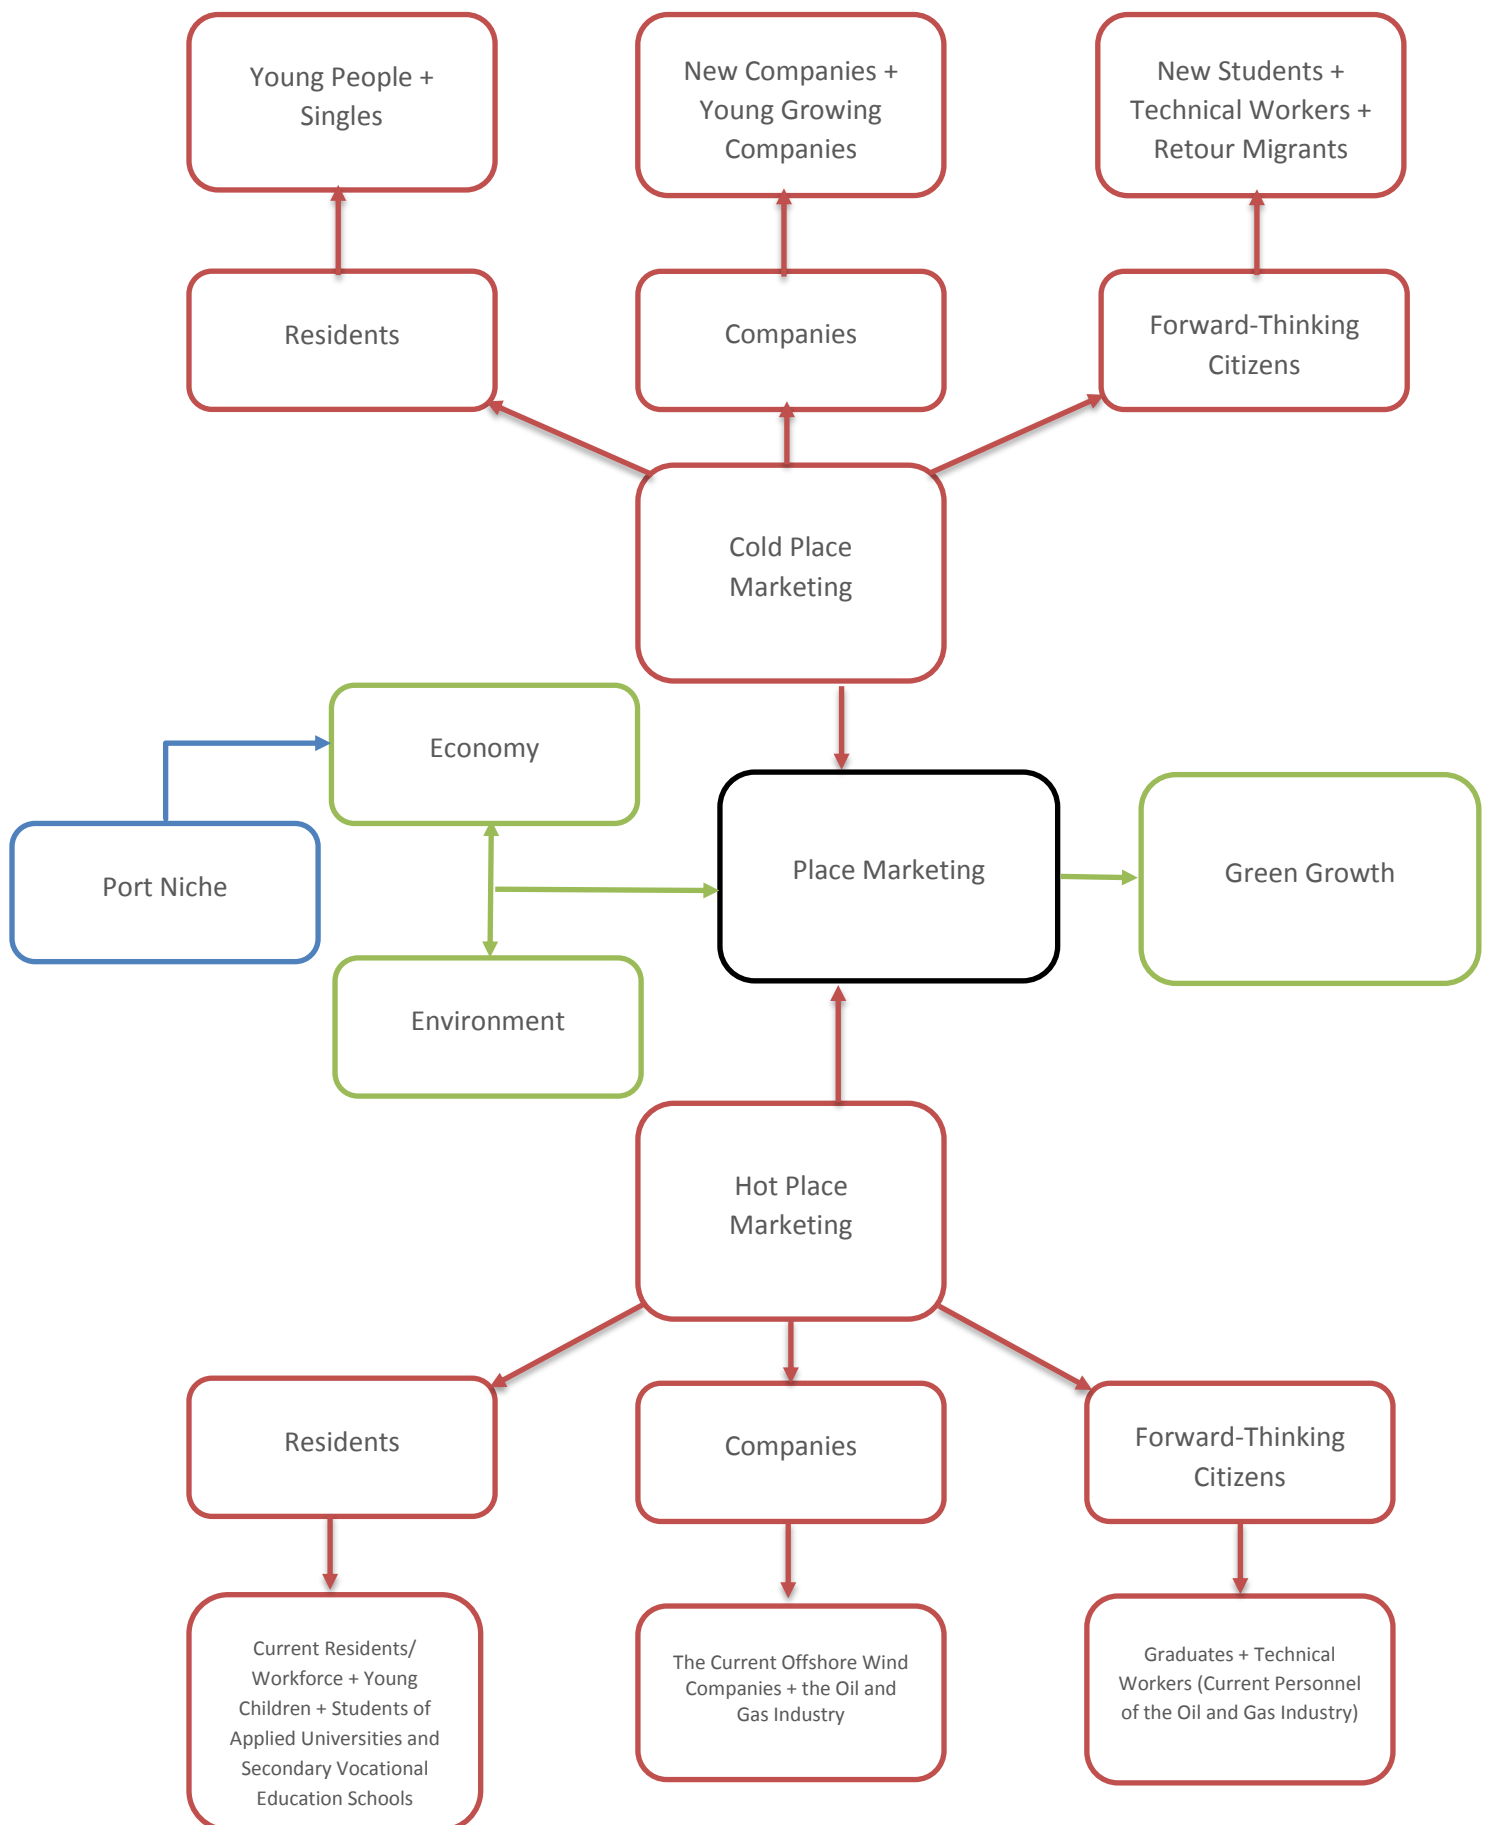 Young People +
Singles
New Companies +
Young Growing
Companies
New Students +
Technical Workers +
Retour Migrants
Residents
Companies
Forward-Thinking
Citizens
Cold Place
Marketing
Economy
Port Niche
Place Marketing
Green Growth
Environment
Hot Place
Marketing
Residents
Companies
Forward-Thinking
Citizens
Current Residents/
Workforce + Young
Children + Students of
Applied Universities and
Secondary Vocational
Education Schools
The Current Offshore Wind
Companies + the Oil and
Gas Industry
Graduates + Technical
Workers (Current Personnel
of the Oil and Gas Industry)